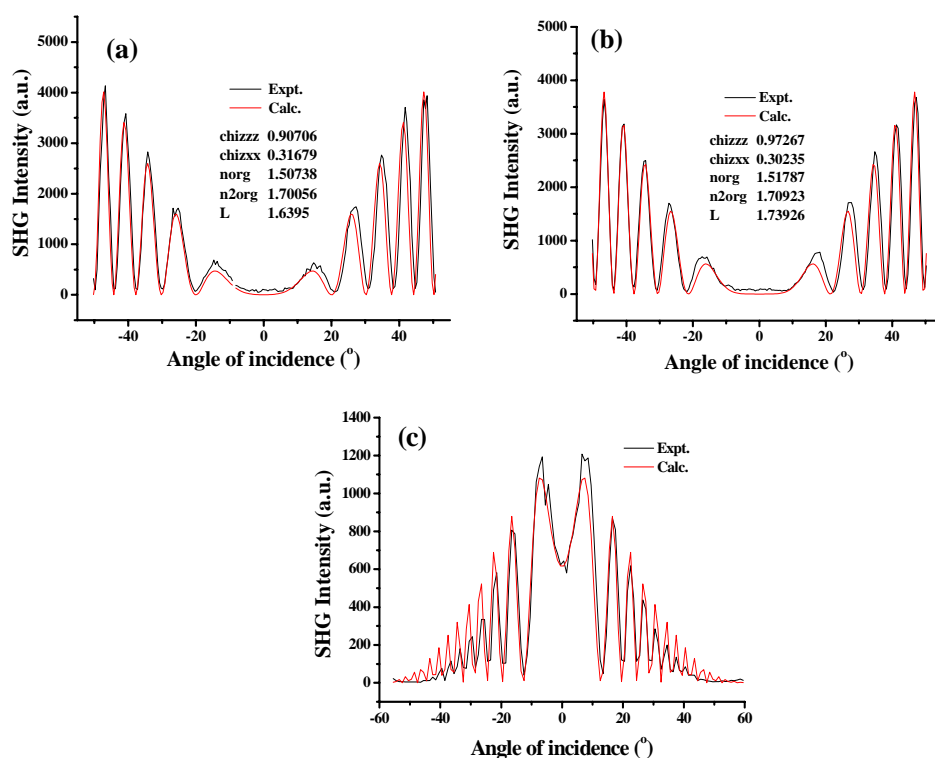 (a)
SHG Intensity (a.u.)
5000
4000
3000
2000
1000
0
Expt.
Calc.
chizzz 0.90706
chizxx 0.31679
norg 1.50738
n2org 1.70056
L 1.6395
-40 -20 0 20 40
Angle of incidence (o)
(b)
SHG Intensity (a.u.)
5000
4000
3000
2000
1000
0
Expt.
Calc.
chizzz 0.97267
chizxx 0.30235
norg 1.51787
n2org 1.70923
L 1.73926
-40 -20 0 20 40
Angle of incidence (o)
(c)
SHG Intensity (a.u.)
1400
1200
1000
800
600
400
200
0
Expt.
Calc.
-60 -40 -20 0 20 40 60
Angle of incidence (o)